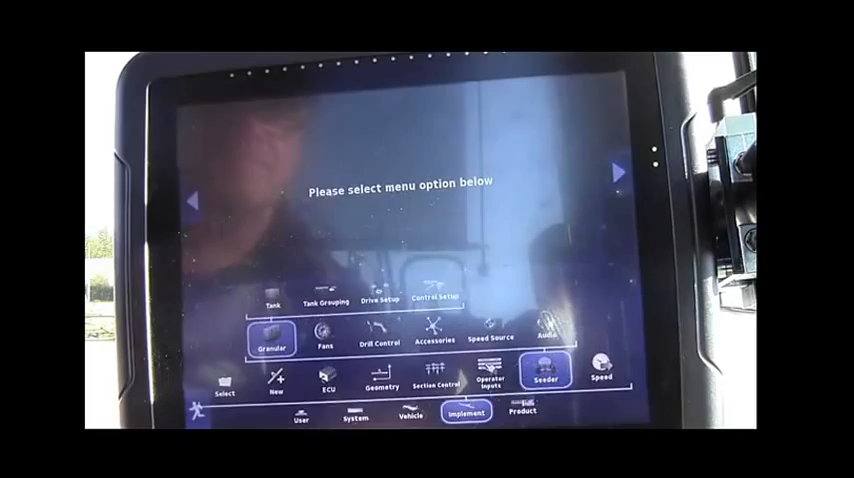 Please select menu option below
Tank Tank Grouping Drive Setup Control Setup
Granular Fans Drill Control Accessories Speed Source Audio
Select New ECU Geometry Section Control Operator Inputs Seeder Speed
User System Vehicle Implement Product